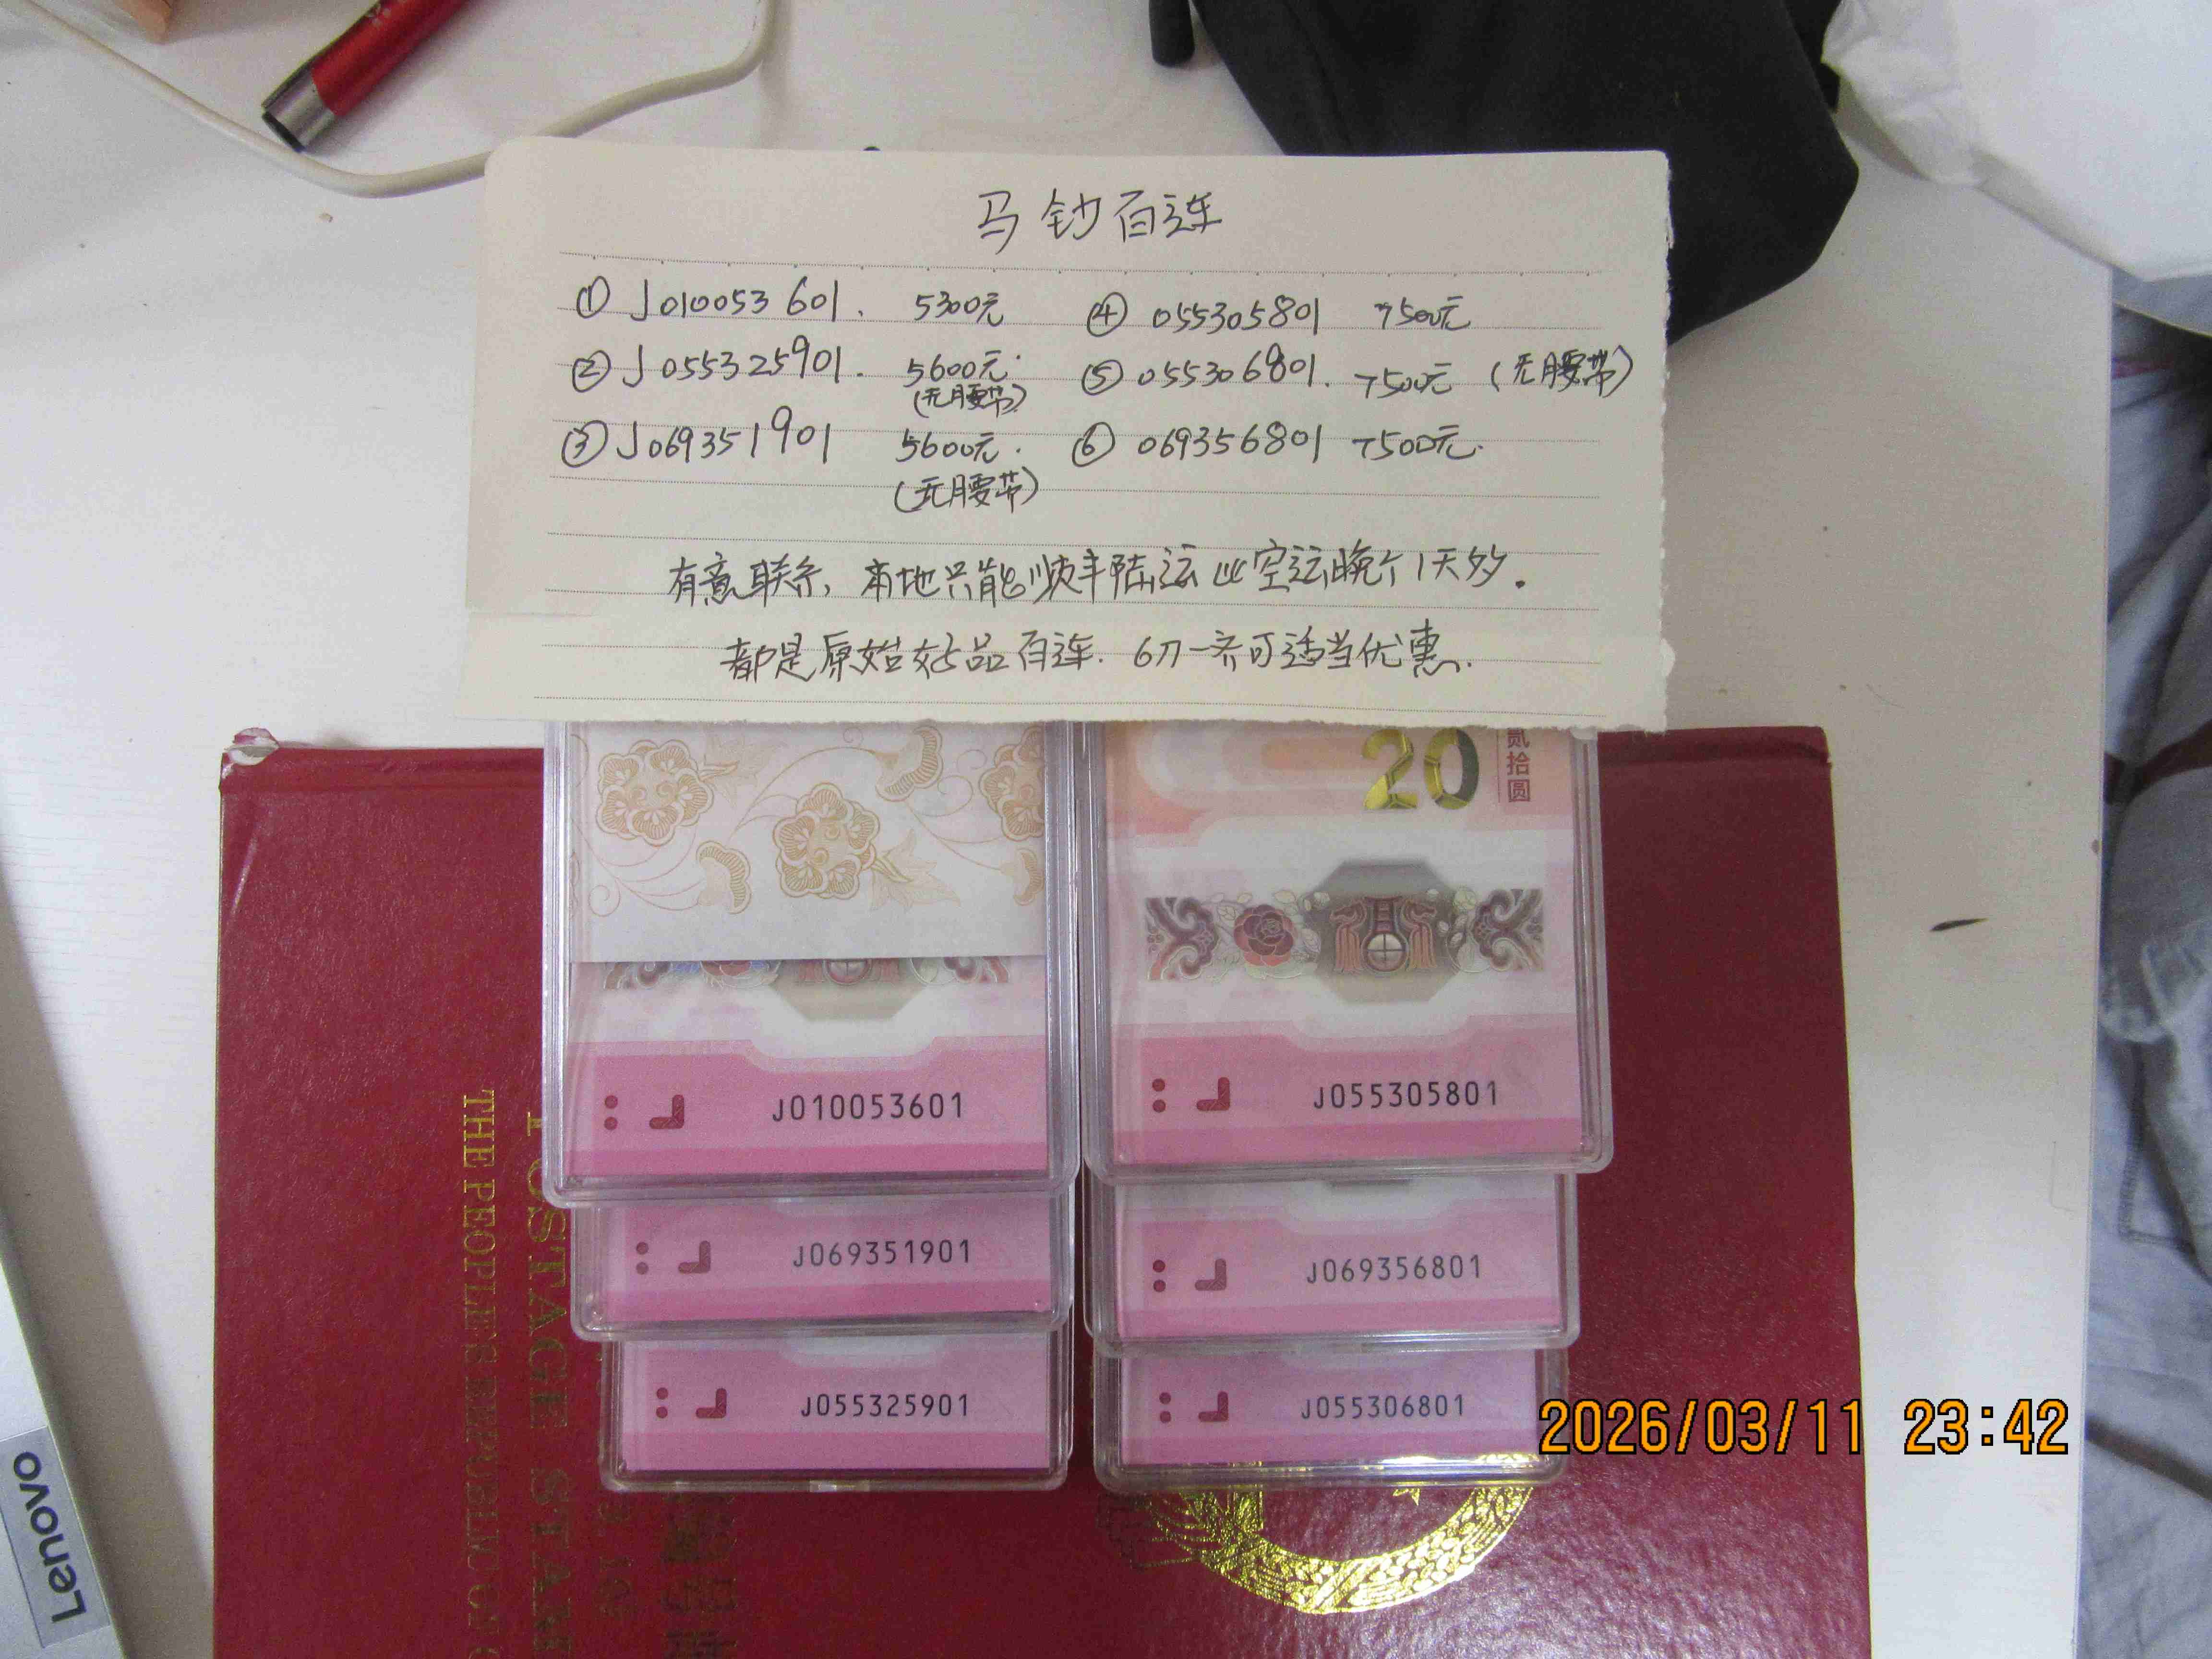 马钞百连
① J010053601. 5300元 ④ 055305801 7500元
② J055325901. 5600元. ⑤ 055306801. 7500元 (无腰带)
(无腰带)
③ J069351901 5600元. ⑥ 069356801 7500元.
(无腰带)
有意联系, 本地只能顺丰陆运 比空运晚个1天多.
都是原始好品百连. 6刀一齐可适当优惠.
20
贰拾圆
J010053601
J055305801
J069351901
J069356801
J055325901
J055306801
2026/03/11 23:42
POSTAGE STAM
THE PEOPLE'S REPUBLIC OF C
Lenovo